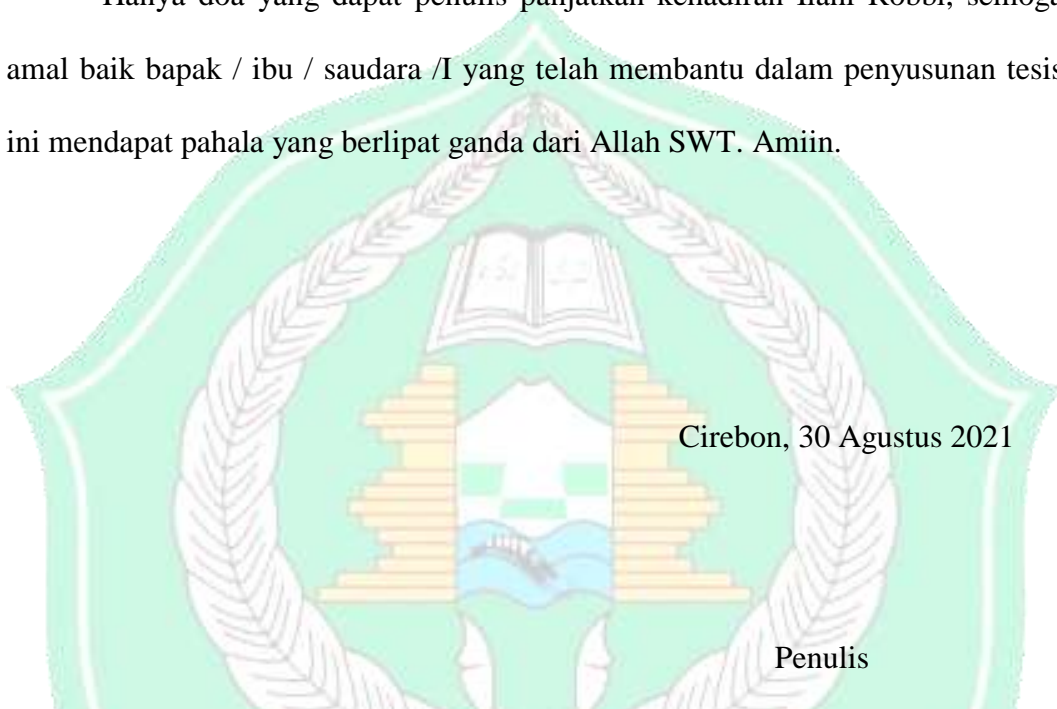 Hanya doa yang dapat penulis panjatkan kehadiran Ilahi Robbi, semoga
amal baik bapak / ibu / saudara /I yang telah membantu dalam penyusunan tesis
ini mendapat pahala yang berlipat ganda dari Allah SWT. Amiin.
Cirebon, 30 Agustus 2021
Penulis